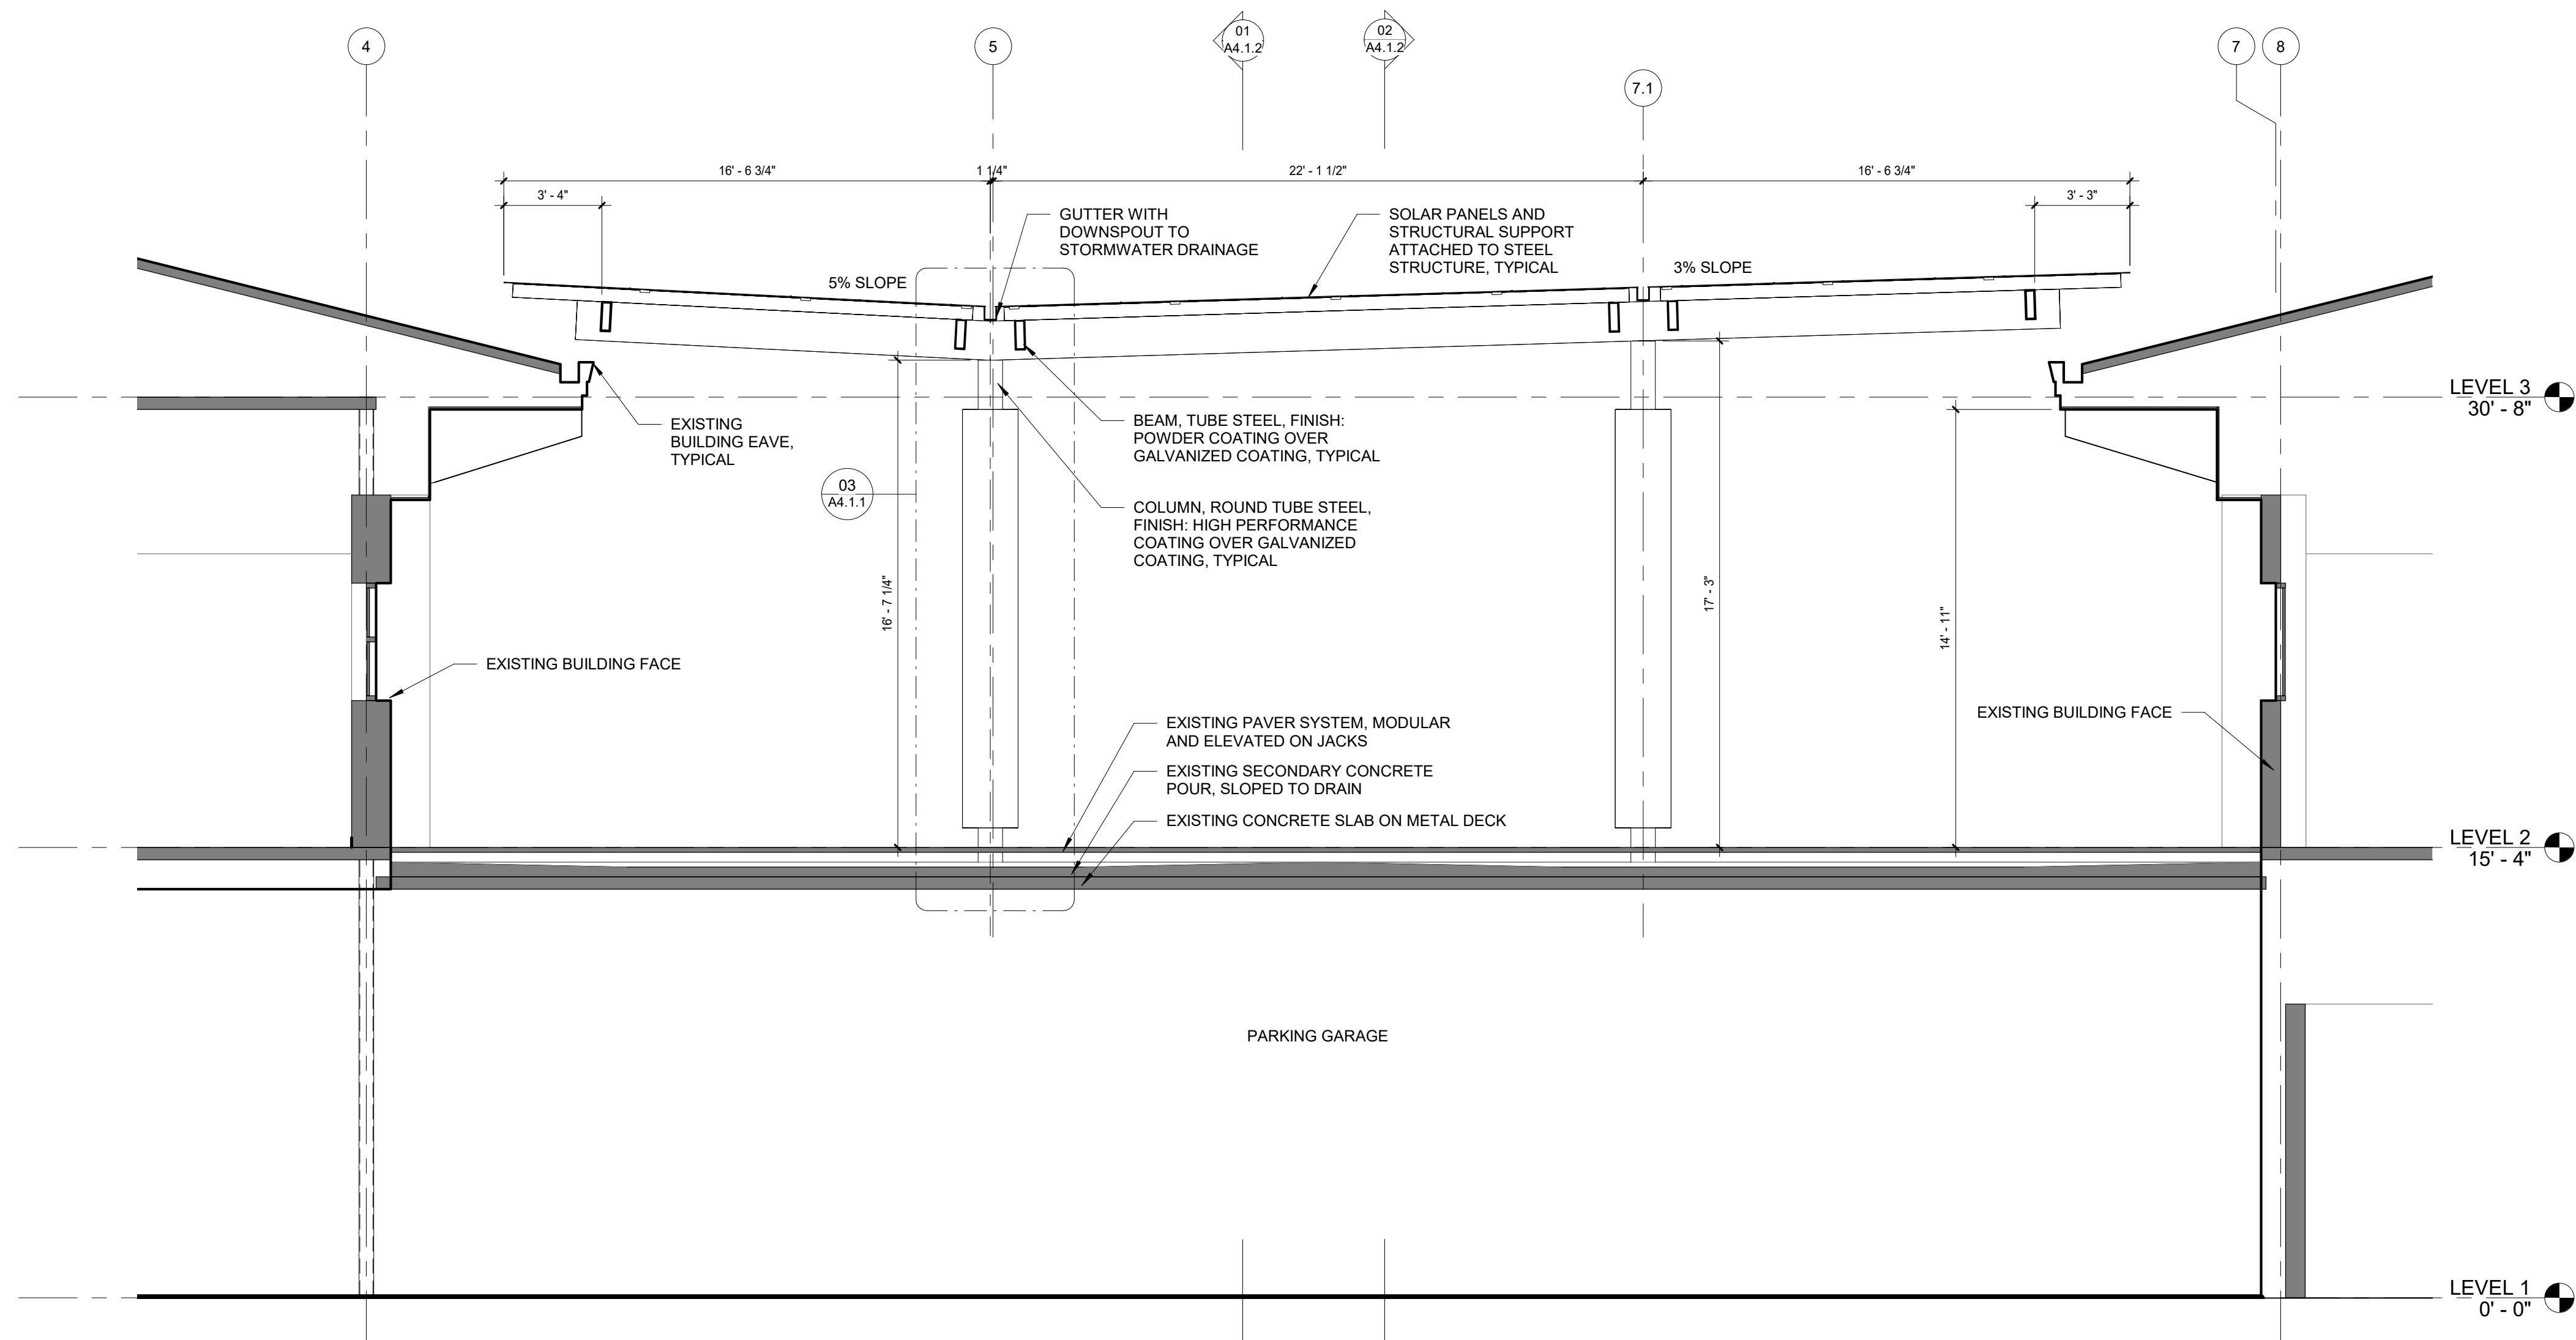 4
5
01
A4.1.2
02
A4.1.2
7
8
7.1
16' - 6 3/4"
1 1/4"
22' - 1 1/2"
16' - 6 3/4"
3' - 4"
3' - 3"
GUTTER WITH
DOWNSPOUT TO
STORMWATER DRAINAGE
SOLAR PANELS AND
STRUCTURAL SUPPORT
ATTACHED TO STEEL
STRUCTURE, TYPICAL
5% SLOPE
3% SLOPE
LEVEL 3
30' - 8"
EXISTING
BUILDING EAVE,
TYPICAL
BEAM, TUBE STEEL, FINISH:
POWDER COATING OVER
GALVANIZED COATING, TYPICAL
03
A4.1.1
COLUMN, ROUND TUBE STEEL,
FINISH: HIGH PERFORMANCE
COATING OVER GALVANIZED
COATING, TYPICAL
16' - 7 1/4"
17' - 3"
14' - 11"
EXISTING BUILDING FACE
EXISTING BUILDING FACE
EXISTING PAVER SYSTEM, MODULAR
AND ELEVATED ON JACKS
EXISTING SECONDARY CONCRETE
POUR, SLOPED TO DRAIN
EXISTING CONCRETE SLAB ON METAL DECK
LEVEL 2
15' - 4"
PARKING GARAGE
LEVEL 1
0' - 0"